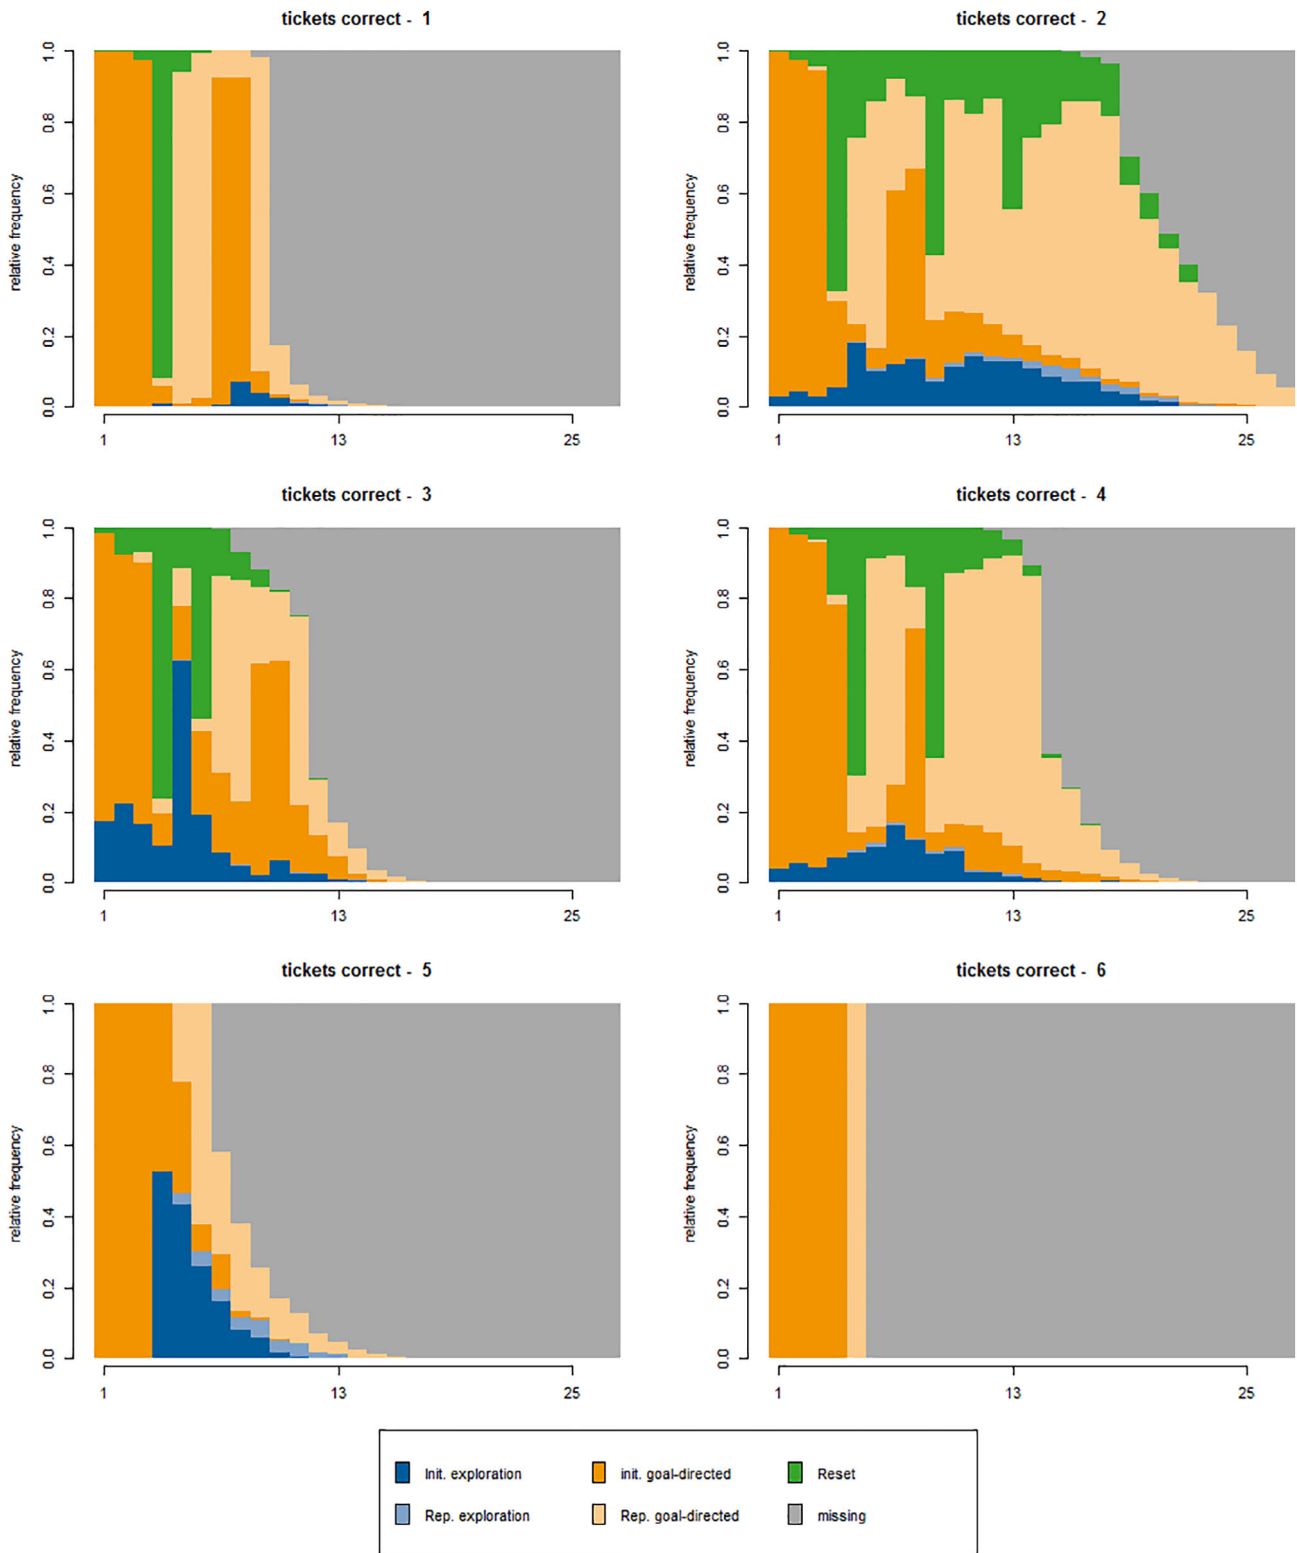 tickets correct - 1
tickets correct - 2
relative frequency
0.0 0.2 0.4 0.6 0.8 1.0
1 13 25
relative frequency
0.0 0.2 0.4 0.6 0.8 1.0
1 13 25
tickets correct - 3
tickets correct - 4
relative frequency
0.0 0.2 0.4 0.6 0.8 1.0
1 13 25
relative frequency
0.0 0.2 0.4 0.6 0.8 1.0
1 13 25
tickets correct - 5
tickets correct - 6
relative frequency
0.0 0.2 0.4 0.6 0.8 1.0
1 13 25
relative frequency
0.0 0.2 0.4 0.6 0.8 1.0
1 13 25
Init. exploration
init. goal-directed
Reset
Rep. exploration
Rep. goal-directed
missing